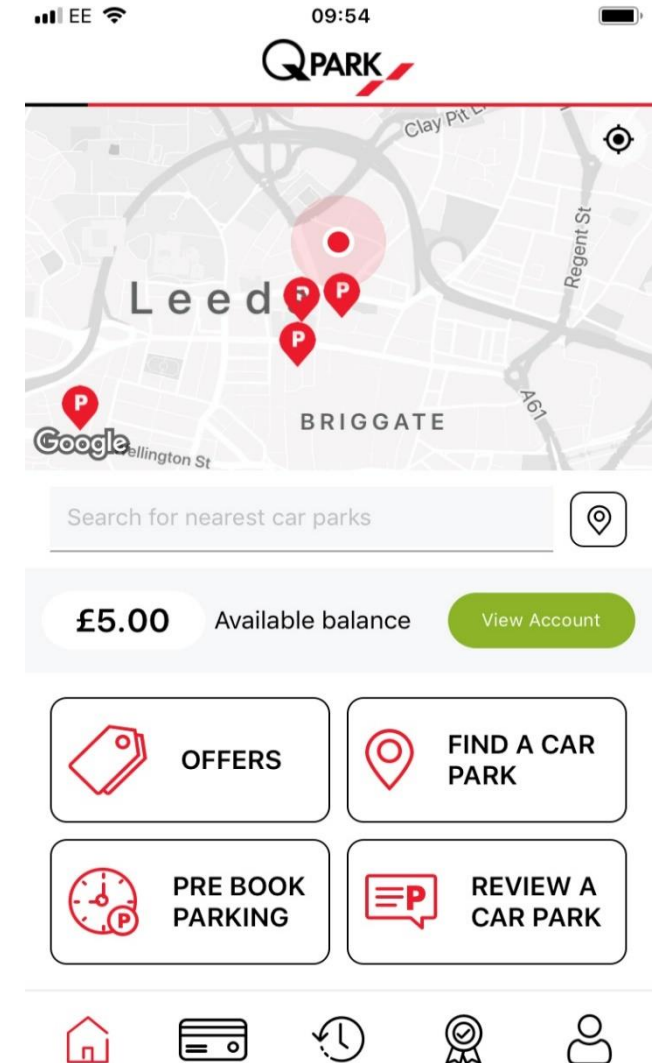 EE 09:54
QPARK
Clay Pit
Regent St
Leed
P P
P
A61
P
BRIGGATE
Google
ellington St
Search for nearest car parks
£5.00 Available balance View Account
OFFERS
FIND A CAR
PARK
PRE BOOK
PARKING
P
REVIEW A
CAR PARK
P